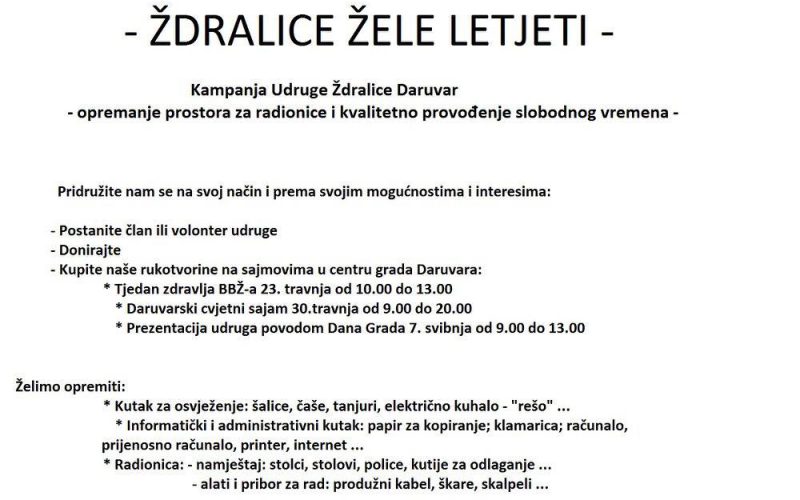 - ŽDRALICE ŽELE LETJETI -
Kampanja Udruge Ždralice Daruvar
- opremanje prostora za radionice i kvalitetno provođenje slobodnog vremena -
Pridružite nam se na svoj način i prema svojim mogućnostima i interesima:
- Postanite član ili volonter udruge
- Donirajte
- Kupite naše rukotvorine na sajmovima u centru grada Daruvara:
* Tjedan zdravlja BBŽ-a 23. travnja od 10.00 do 13.00
* Daruvarski cvjetni sajam 30.travnja od 9.00 do 20.00
* Prezentacija udruga povodom Dana Grada 7. svibnja od 9.00 do 13.00
Želimo opremiti:
* Kutak za osvježenje: šalice, čaše, tanjuri, električno kuhalo - "rešo" ...
* Informatički i administrativni kutak: papir za kopiranje; klamarica; računalo,
prijenosno računalo, printer, internet ...
* Radionica: - namještaj: stolci, stolovi, police, kutije za odlaganje ...
- alati i pribor za rad: produžni kabel, škare, skalpeli ...